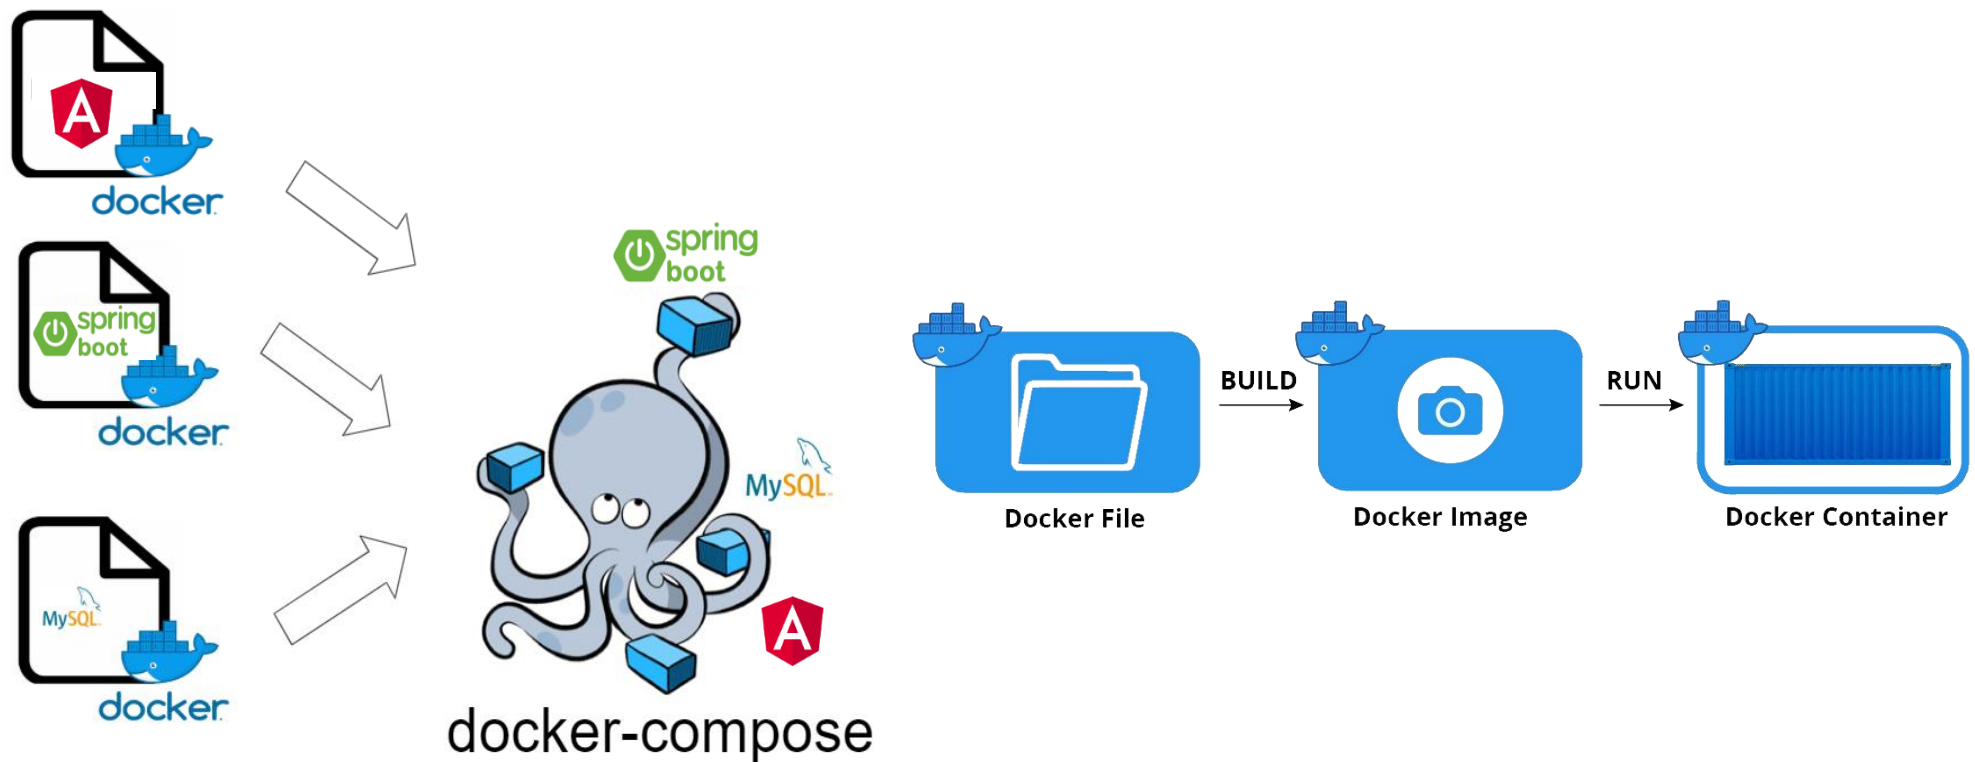 docker
spring
boot
docker
MySQL
docker
spring
boot
MySQL
docker-compose
BUILD
RUN
Docker File
Docker Image
Docker Container